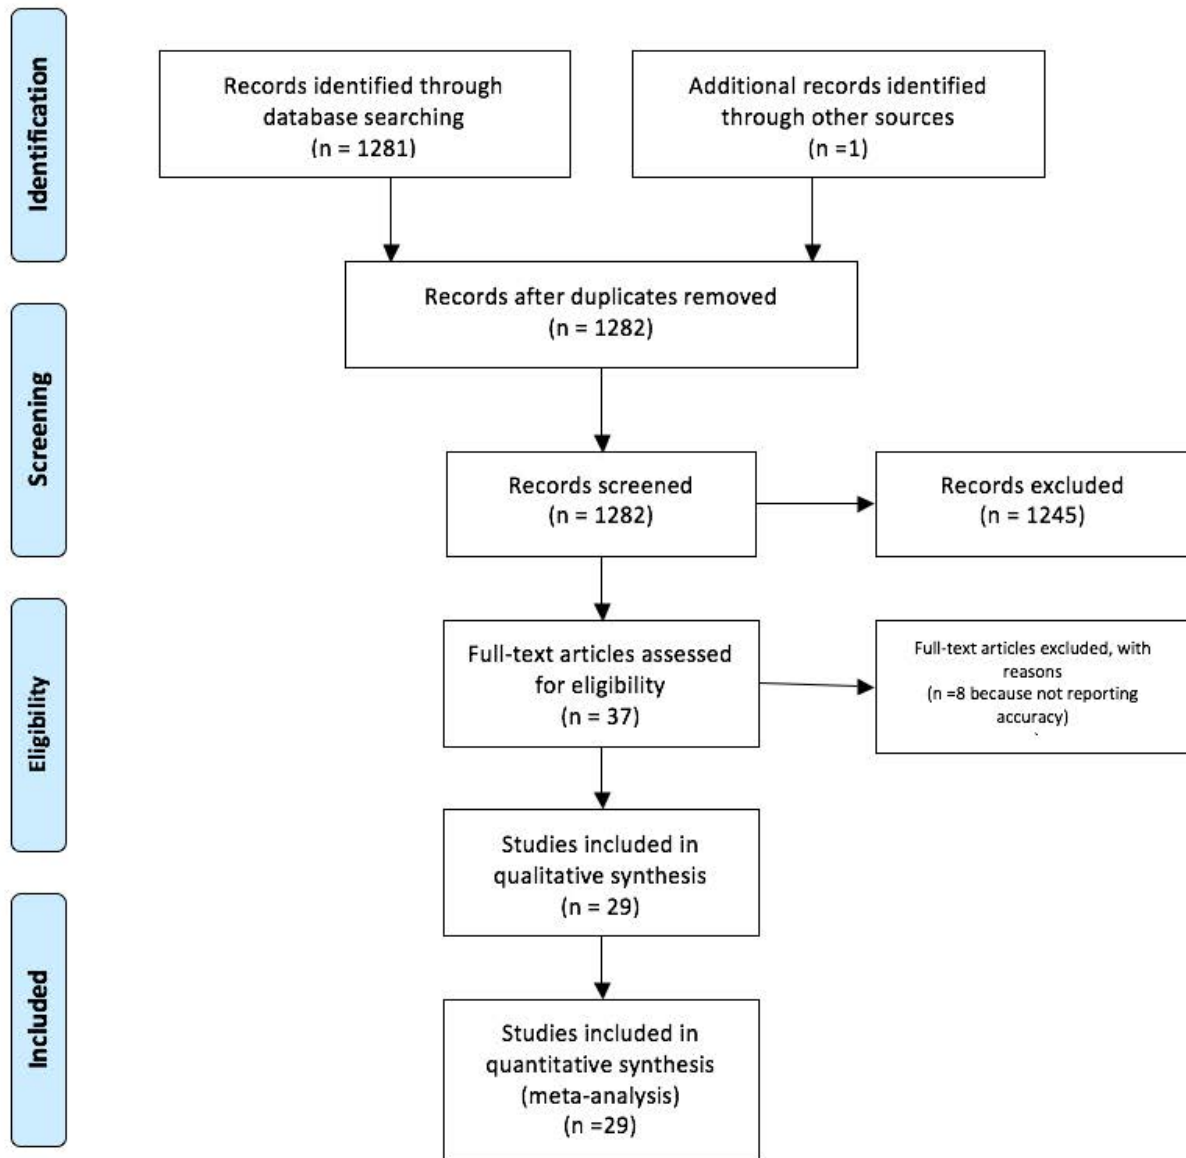 Identification
Records identified through
database searching
(n = 1281)
Additional records identified
through other sources
(n =1)
Records after duplicates removed
(n = 1282)
Screening
Records screened
(n = 1282)
Records excluded
(n = 1245)
Eligibility
Full-text articles assessed
for eligibility
(n = 37)
Full-text articles excluded, with
reasons
(n =8 because not reporting
accuracy)
Studies included in
qualitative synthesis
(n = 29)
Included
Studies included in
quantitative synthesis
(meta-analysis)
(n =29)